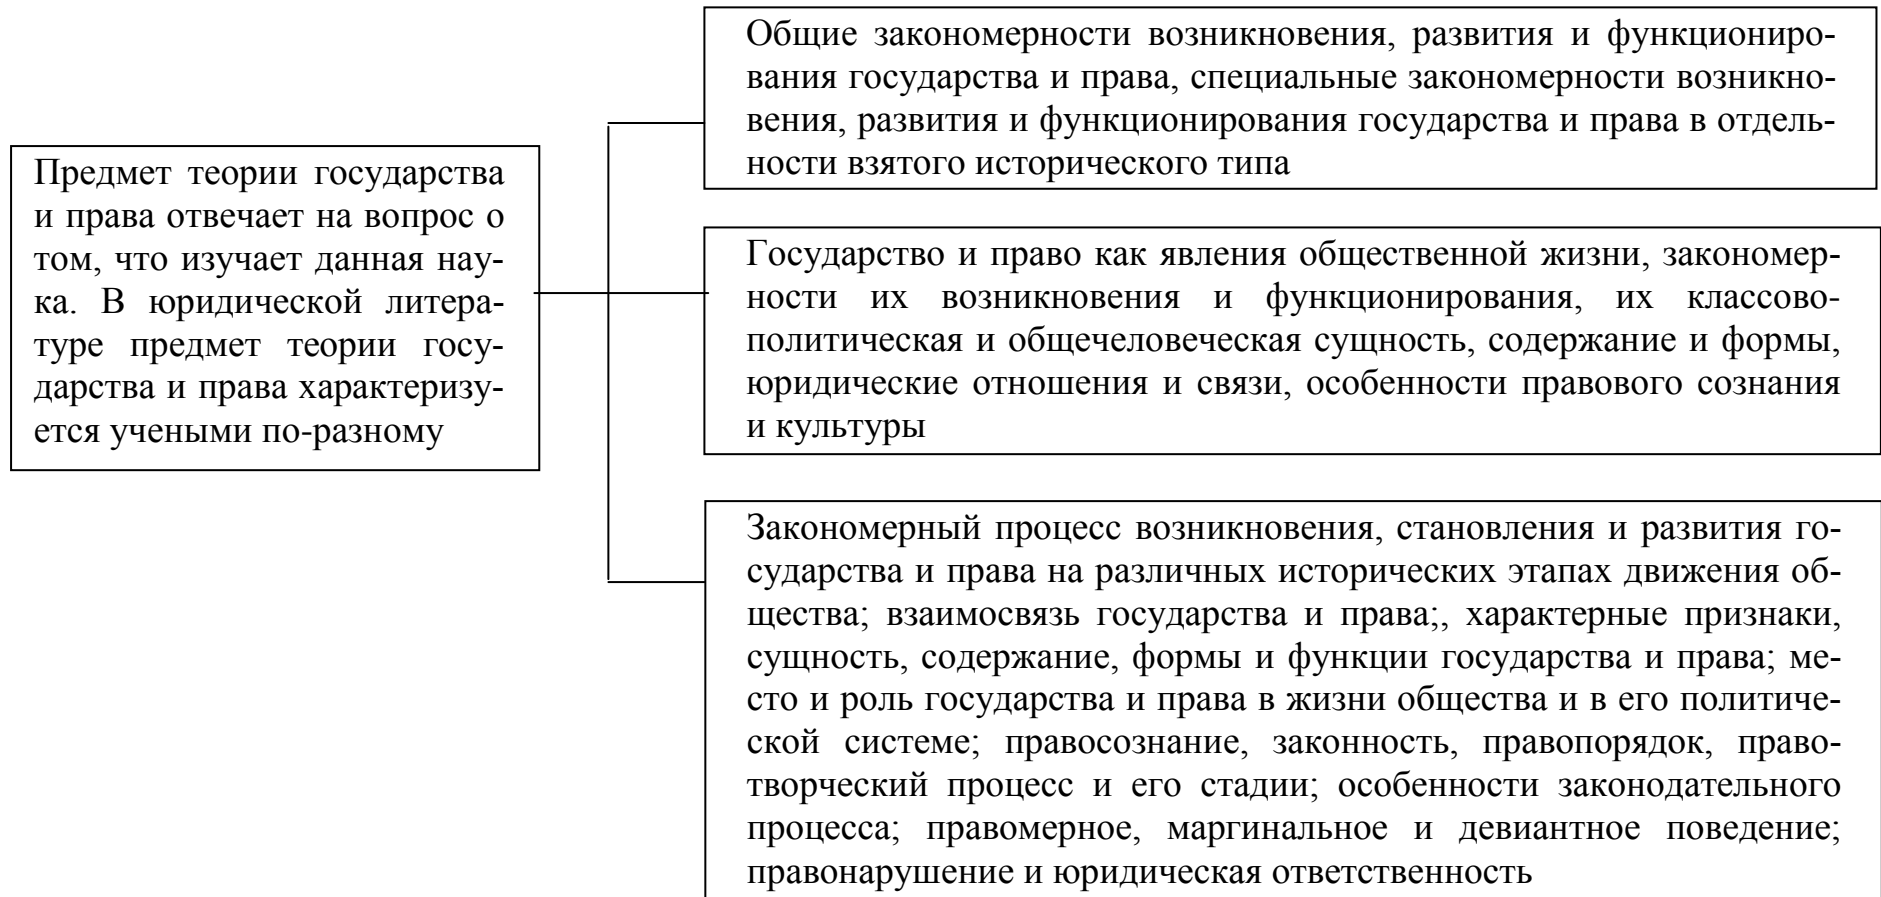 Предмет теории государства
и права отвечает на вопрос о
том, что изучает данная нау-
ка. В юридической литера-
туре предмет теории госу-
дарства и права характеризу-
ется учеными по-разному
Общие закономерности возникновения, развития и функциониро-
вания государства и права, специальные закономерности возникно-
вения, развития и функционирования государства и права в отдель-
ности взятого исторического типа
Государство и право как явления общественной жизни, закономер-
ности их возникновения и функционирования, их классово-
политическая и общечеловеческая сущность, содержание и формы,
юридические отношения и связи, особенности правового сознания
и культуры
Закономерный процесс возникновения, становления и развития го-
сударства и права на различных исторических этапах движения об-
щества; взаимосвязь государства и права;, характерные признаки,
сущность, содержание, формы и функции государства и права; ме-
сто и роль государства и права в жизни общества и в его политиче-
ской системе; правосознание, законность, правопорядок, право-
творческий процесс и его стадии; особенности законодательного
процесса; правомерное, маргинальное и девиантное поведение;
правонарушение и юридическая ответственность